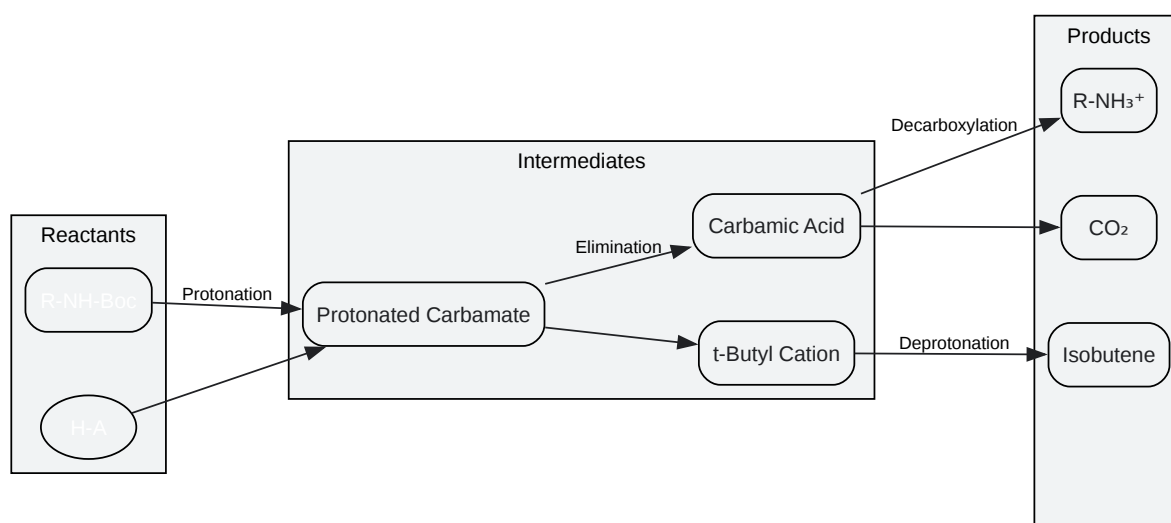 Reactants
R-NH-Boc
H-A
Protonation
Intermediates
Protonated Carbamate
Elimination
Carbamic Acid
t-Butyl Cation
Decarboxylation
Deprotonation
Products
R-NH₃⁺
CO₂
Isobutene